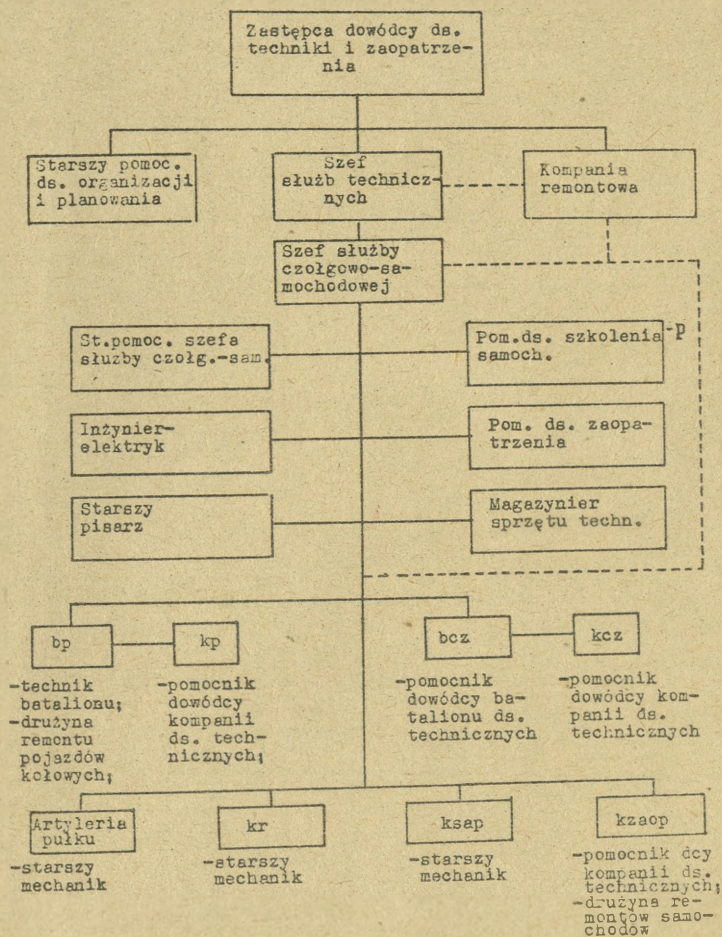 Zastępca dowódcy ds.
techniki i zaopatrze-
nia
Starszy pomoc.
ds. organizacji
i planowania
Szef
służb technicz-
nych
Kompania
remontowa
Szef służby
czołgowo-sa-
mochodowej
St.pomoc. szefa
służby czołg.-sam.
Pom.ds. szkolenia -p
samoch.
Inżynier-
elektryk
Pom. ds. zaopa-
trzenia
Starszy
pisarz
Magazynier
sprzętu techn.
bp
kp
bcz
kcz
-technik
batalionu;
-drużyna
remontu
pojazdów
kołowych;
-pomocnik
dowódcy
kompanii
ds. tech-
nicznych;
-pomocnik
dowódcy ba-
talionu ds.
technicznych
-pomocnik
dowódcy kom-
panii ds.
technicznych
Artyleria
pułku
kr
ksap
kzaop
-starszy
mechanik
-starszy
mechanik
-starszy
mechanik
-pomocnik dcy
kompanii ds.
technicznych;
-drużyna re-
montów samo-
chodów